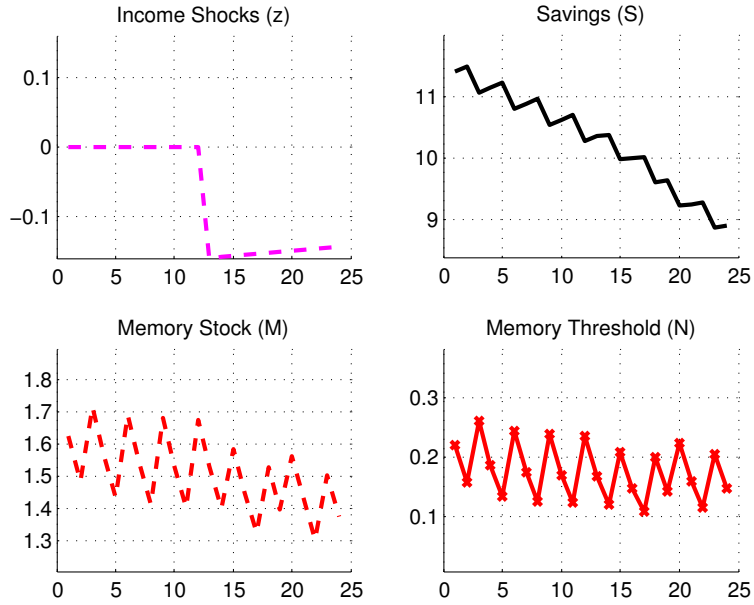 Income Shocks (z)
0.1
0
−0.1
0 5 10 15 20 25
Savings (S)
11
10
9
0 5 10 15 20 25
Memory Stock (M)
1.8
1.7
1.6
1.5
1.4
1.3
0 5 10 15 20 25
Memory Threshold (N)
0.3
0.2
0.1
0 5 10 15 20 25